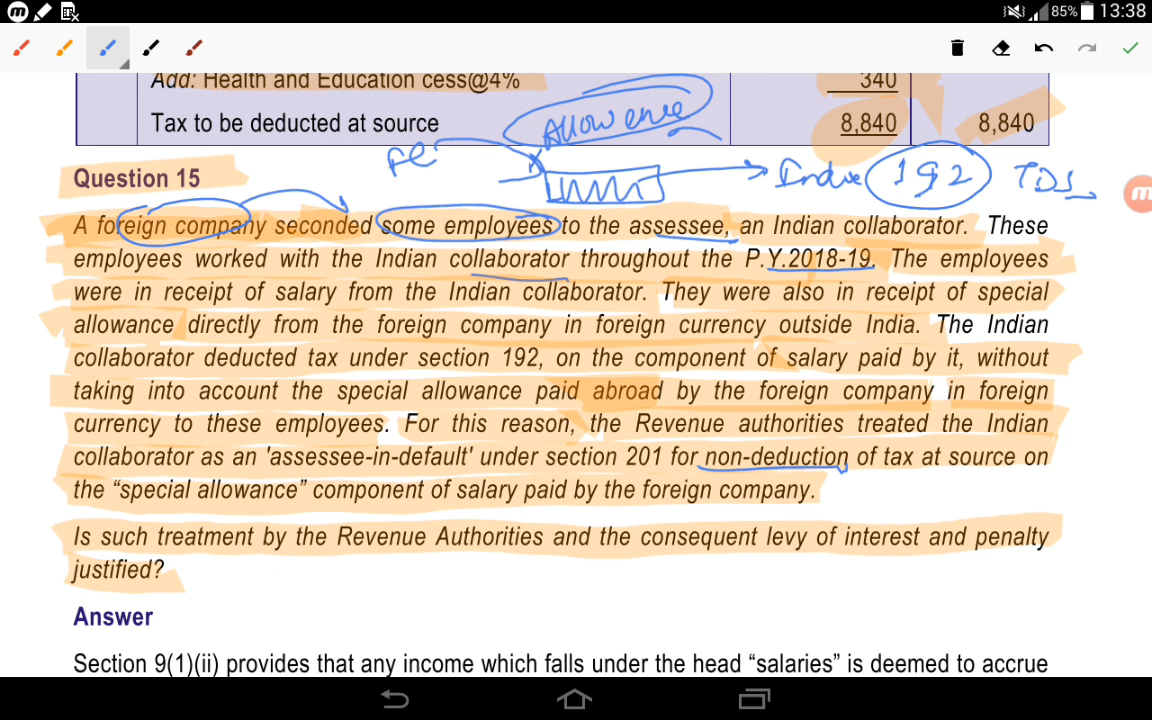 85% 13:38
Add: Health and Education cess@4% 340
Tax to be deducted at source 8,840 8,840
Allowence
FC
192 TDS
Question 15
A foreign company seconded some employees to the assessee, an Indian collaborator. These
employees worked with the Indian collaborator throughout the P.Y.2018-19. The employees
were in receipt of salary from the Indian collaborator. They were also in receipt of special
allowance directly from the foreign company in foreign currency outside India. The Indian
collaborator deducted tax under section 192, on the component of salary paid by it, without
taking into account the special allowance paid abroad by the foreign company in foreign
currency to these employees. For this reason, the Revenue authorities treated the Indian
collaborator as an 'assessee-in-default' under section 201 for non-deduction of tax at source on
the “special allowance” component of salary paid by the foreign company.
Is such treatment by the Revenue Authorities and the consequent levy of interest and penalty
justified?
Answer
Section 9(1)(ii) provides that any income which falls under the head “salaries” is deemed to accrue